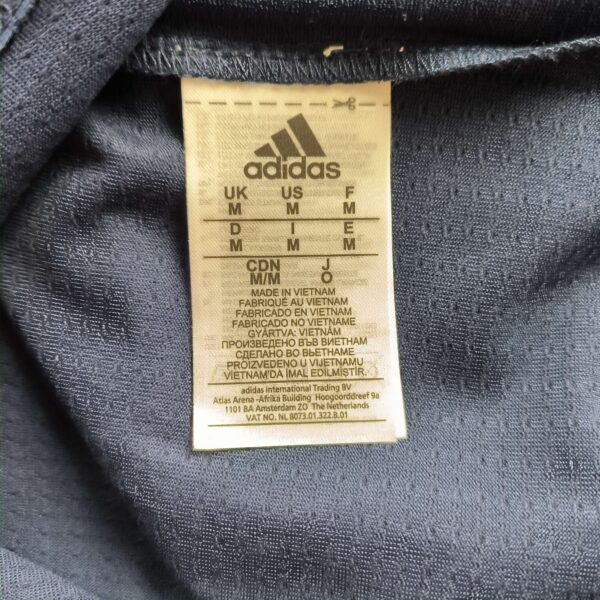 adidas
UK US F
M M M
D I E
M M M
CDN J
M/M O
MADE IN VIETNAM
FABRIQUÉ AU VIETNAM
FABRICADO EN VIETNAM
FABRICADO NO VIETNAME
GYÁRTVA: VIETNÁM
ПРОИЗВЕДЕНО ВЪВ ВИЕТНАМ
СДЕЛАНО ВО ВЬЕТНАМЕ
PROIZVEDENO U VIJETNAMU
VIETNAM'DA İMAL EDİLMİŞTİR.
adidas International Trading BV
Atlas Arena -Afrika Building Hoogoorddreef 9a
1101 BA Amsterdam ZO The Netherlands
VAT NO. NL 8073.01.322.B.01